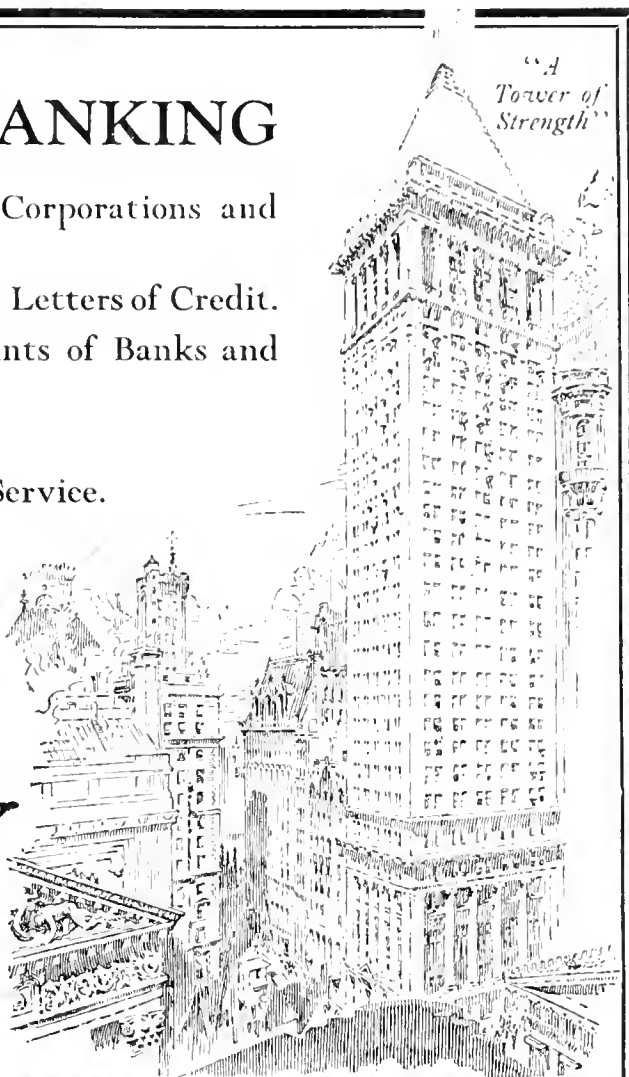 “A
Tower of
Strength”
ANKING
Corporations and
Letters of Credit.
nts of Banks and
Service.